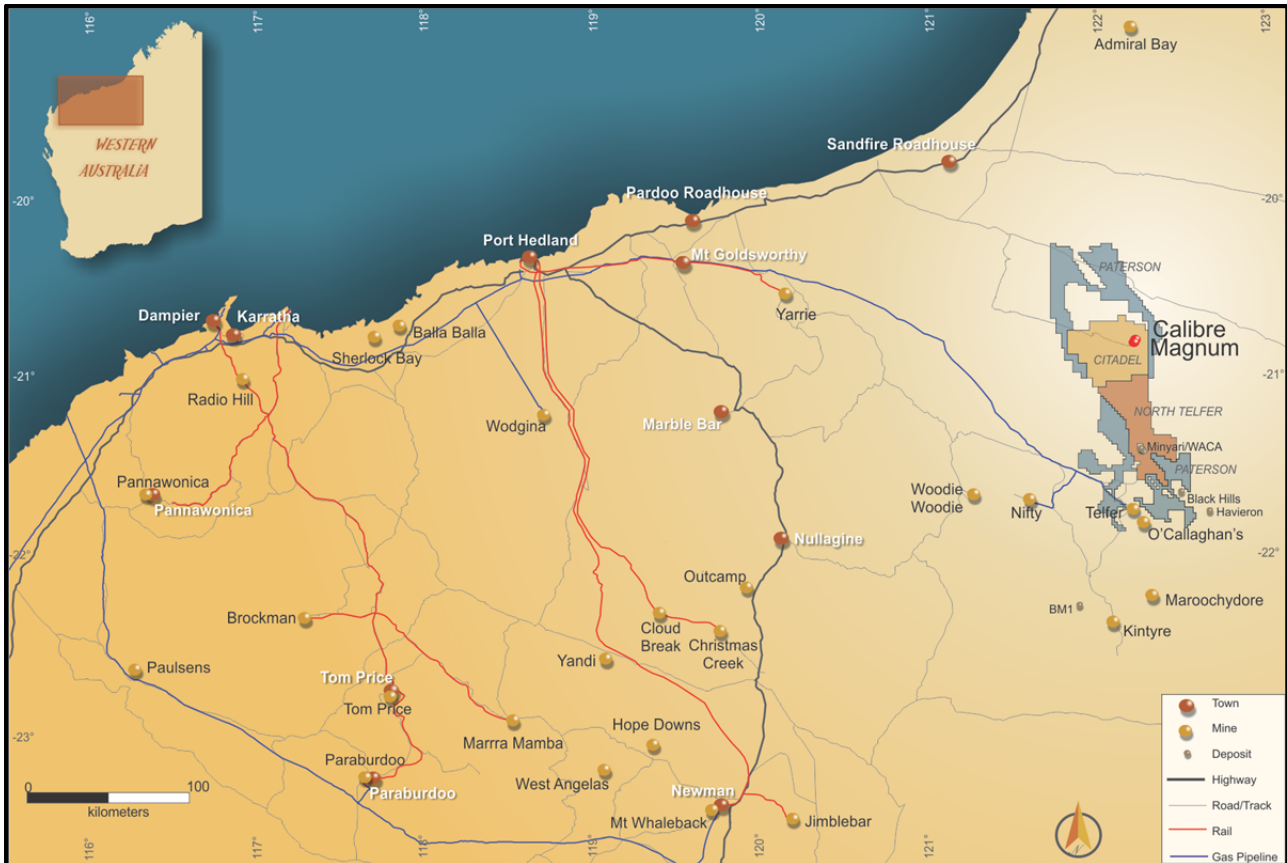 116°
117°
118°
119°
120°
121°
122°
123°
Admiral Bay
WESTERN
AUSTRALIA
Sandfire Roadhouse
Pardoo Roadhouse
-20°
-20°
Port Hedland
Mt Goldsworthy
PATERSON
Dampier
Karratha
Yarrie
Balla Balla
Sherlock Bay
Calibre
Magnum
CITADEL
-21°
-21°
Radio Hill
Wodgina
Marble Bar
NORTH TELFER
Minyari/WACA
PATERSON
Pannawonica
Pannawonica
Woodie
Woodie
Nifty
Telfer
Black Hills
Havieron
O'Callaghan's
Nullagine
-22°
-22°
Outcamp
Maroochydore
BM1
Kintyre
Brockman
Cloud
Break
Christmas
Creek
Yandi
Paulsens
Tom Price
Tom Price
Hope Downs
Marrra Mamba
-23°
-23°
Paraburdoo
Paraburdoo
West Angelas
Newman
Mt Whaleback
Jimblebar
0
100
kilometers
Town
Mine
Deposit
Highway
Road/Track
Rail
Gas Pipeline
N
116°
117°
118°
119°
120°
121°